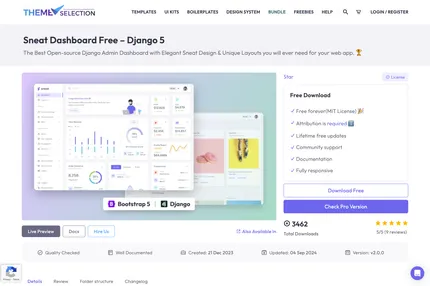 THEMESELECTION
TEMPLATES UI KITS BOILERPLATES DESIGN SYSTEM BUNDLE FREEBIES HELP LOGIN / REGISTER
Sneat Dashboard Free – Django 5
The Best Open-source Django Admin Dashboard with Elegant Sneat Design & Unique Layouts you will ever need for your web app. 🏆
Bootstrap 5 | Django
Live Preview Docs Hire Us Also Available In
Star License
Free Download
✓ Free forever(MIT License) 🎉
✓ Attribution is required ℹ️
✓ Lifetime free updates
✓ Community support
✓ Documentation
✓ Fully responsive
Download Free
Check Pro Version
3462
Total Downloads
★★★★★
5/5 (9 reviews)
Quality Checked Well Documented Created: 21 Dec 2023 Updated: 04 Sep 2024 Version: v2.0.0
Details Review Folder structure Changelog